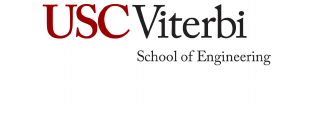 USC Viterbi
School of Engineering